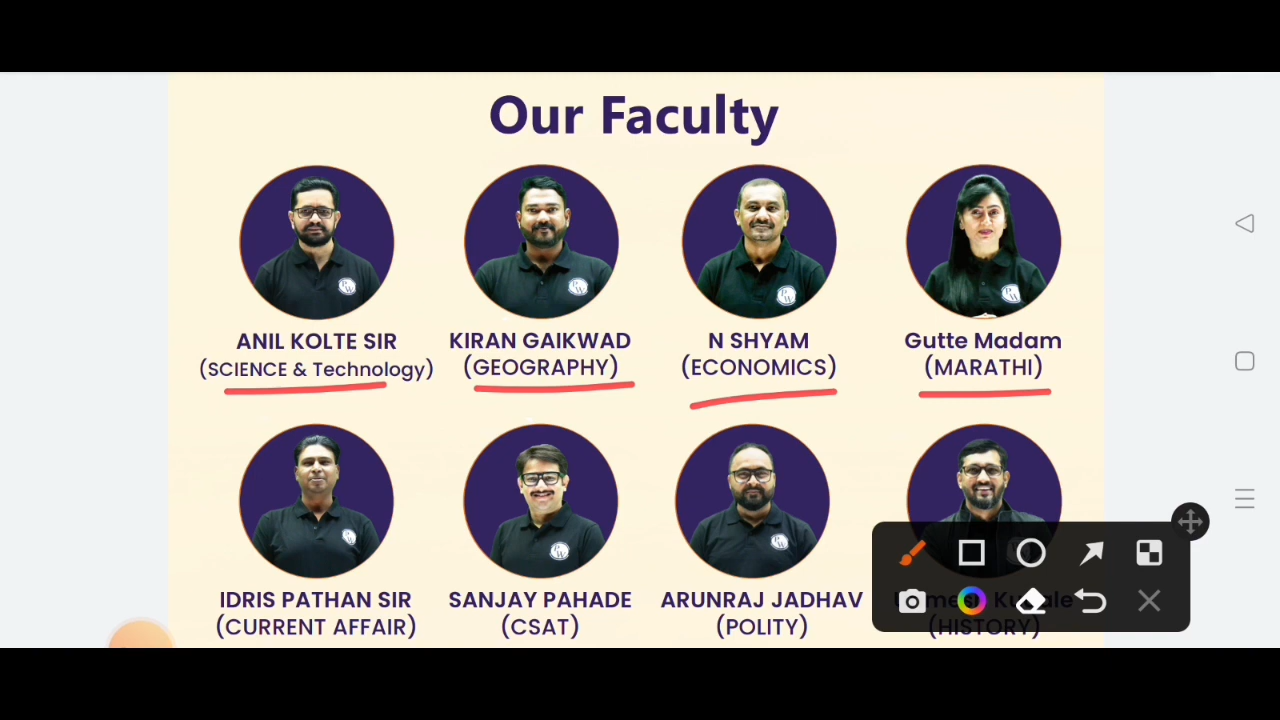 Our Faculty
ANIL KOLTE SIR
(SCIENCE & Technology)
KIRAN GAIKWAD
(GEOGRAPHY)
N SHYAM
(ECONOMICS)
Gutte Madam
(MARATHI)
IDRIS PATHAN SIR
(CURRENT AFFAIR)
SANJAY PAHADE
(CSAT)
ARUNRAJ JADHAV
(POLITY)
(HISTORY)